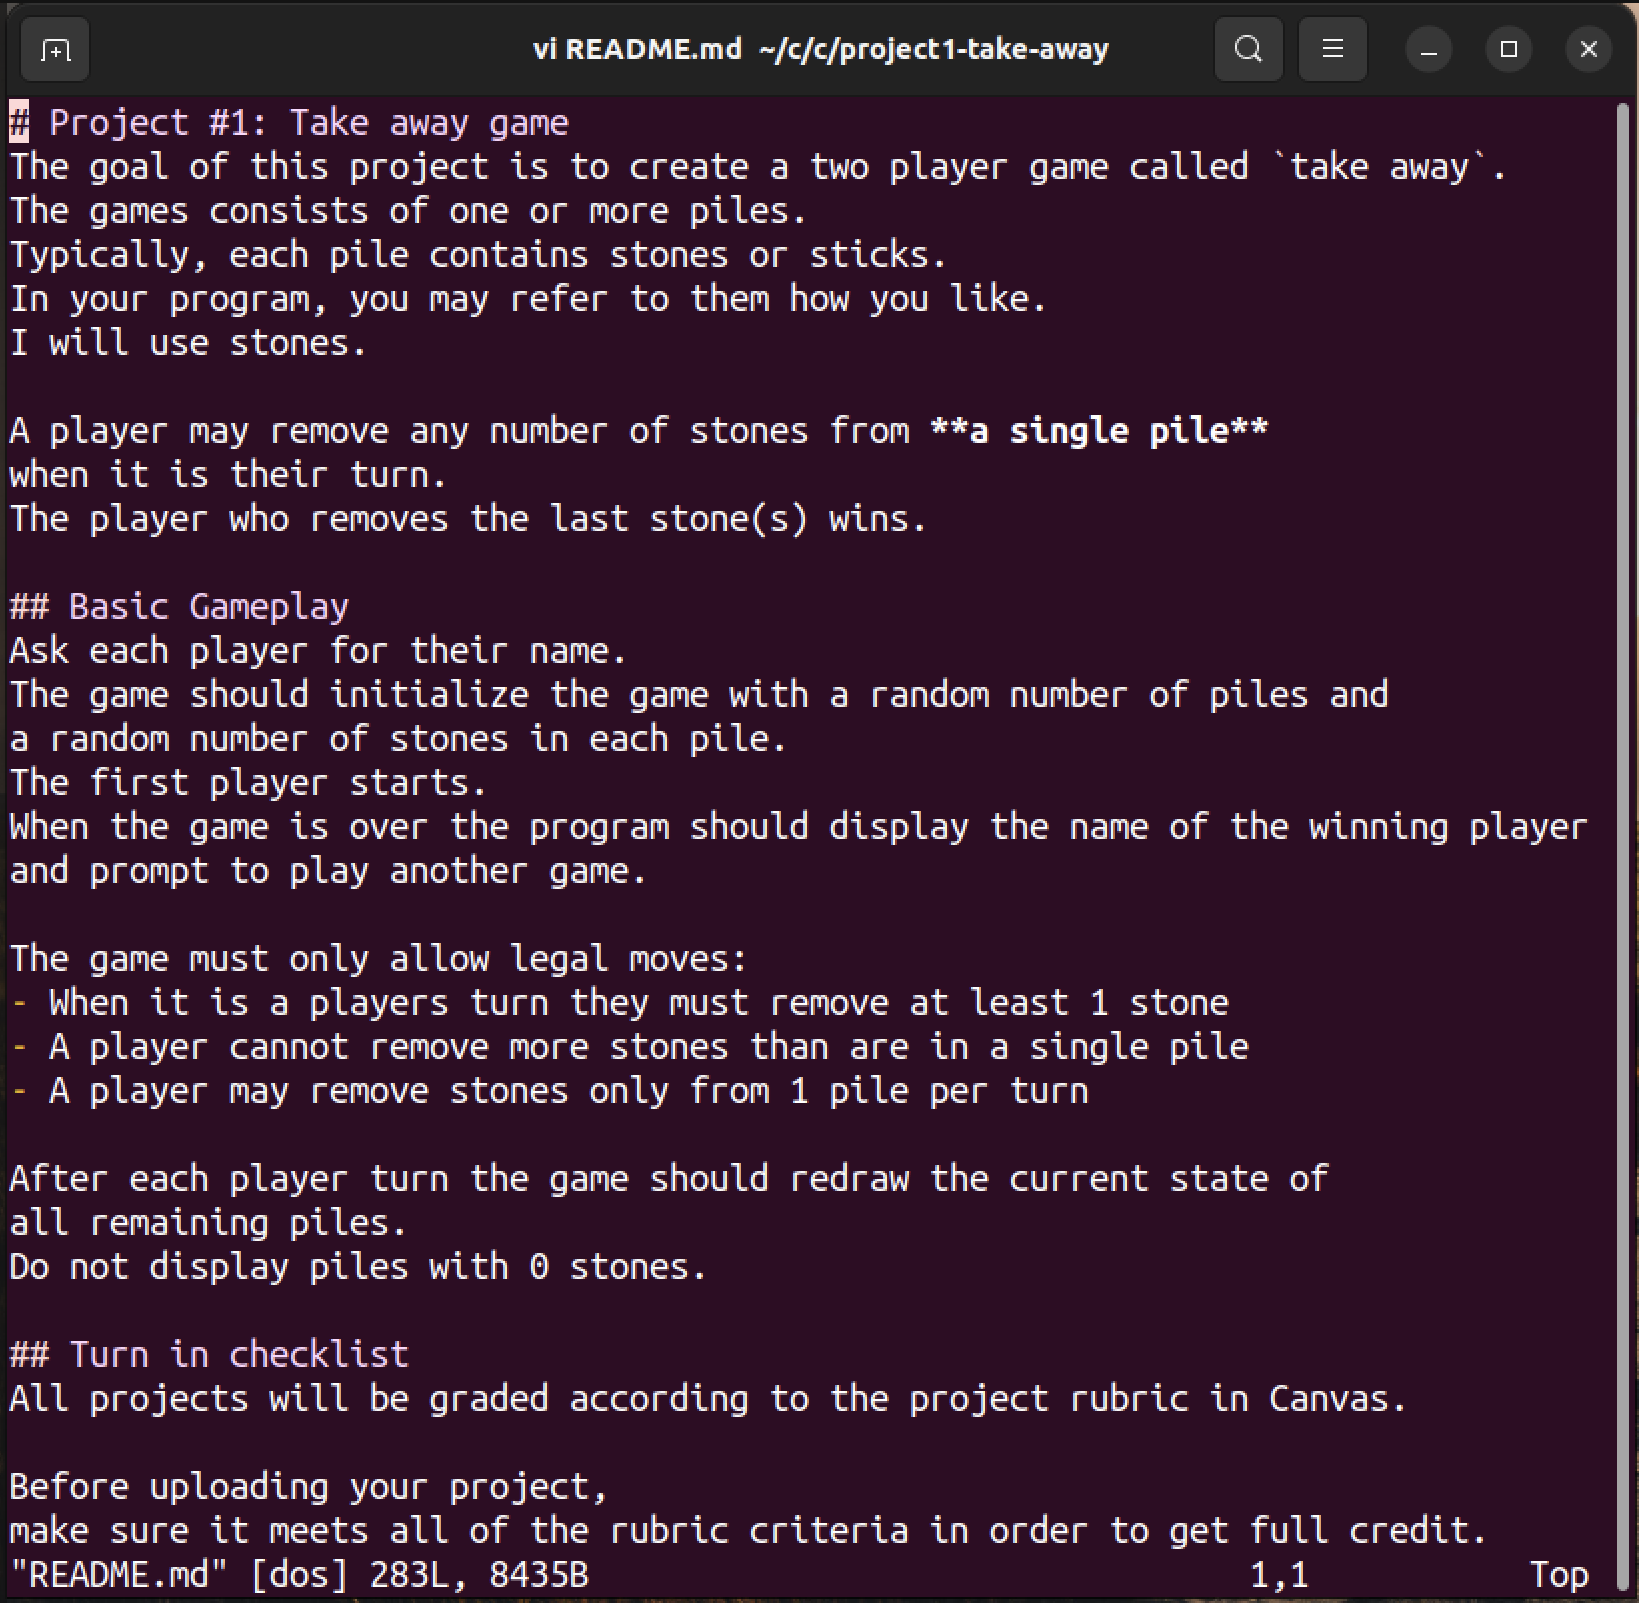 vi README.md ~/c/c/project1-take-away
# Project #1: Take away game
The goal of this project is to create a two player game called `take away`.
The games consists of one or more piles.
Typically, each pile contains stones or sticks.
In your program, you may refer to them how you like.
I will use stones.
A player may remove any number of stones from **a single pile**
when it is their turn.
The player who removes the last stone(s) wins.
## Basic Gameplay
Ask each player for their name.
The game should initialize the game with a random number of piles and
a random number of stones in each pile.
The first player starts.
When the game is over the program should display the name of the winning player
and prompt to play another game.
The game must only allow legal moves:
- When it is a players turn they must remove at least 1 stone
- A player cannot remove more stones than are in a single pile
- A player may remove stones only from 1 pile per turn
After each player turn the game should redraw the current state of
all remaining piles.
Do not display piles with 0 stones.
## Turn in checklist
All projects will be graded according to the project rubric in Canvas.
Before uploading your project,
make sure it meets all of the rubric criteria in order to get full credit.
"README.md" [dos] 283L, 8435B 1,1 Top